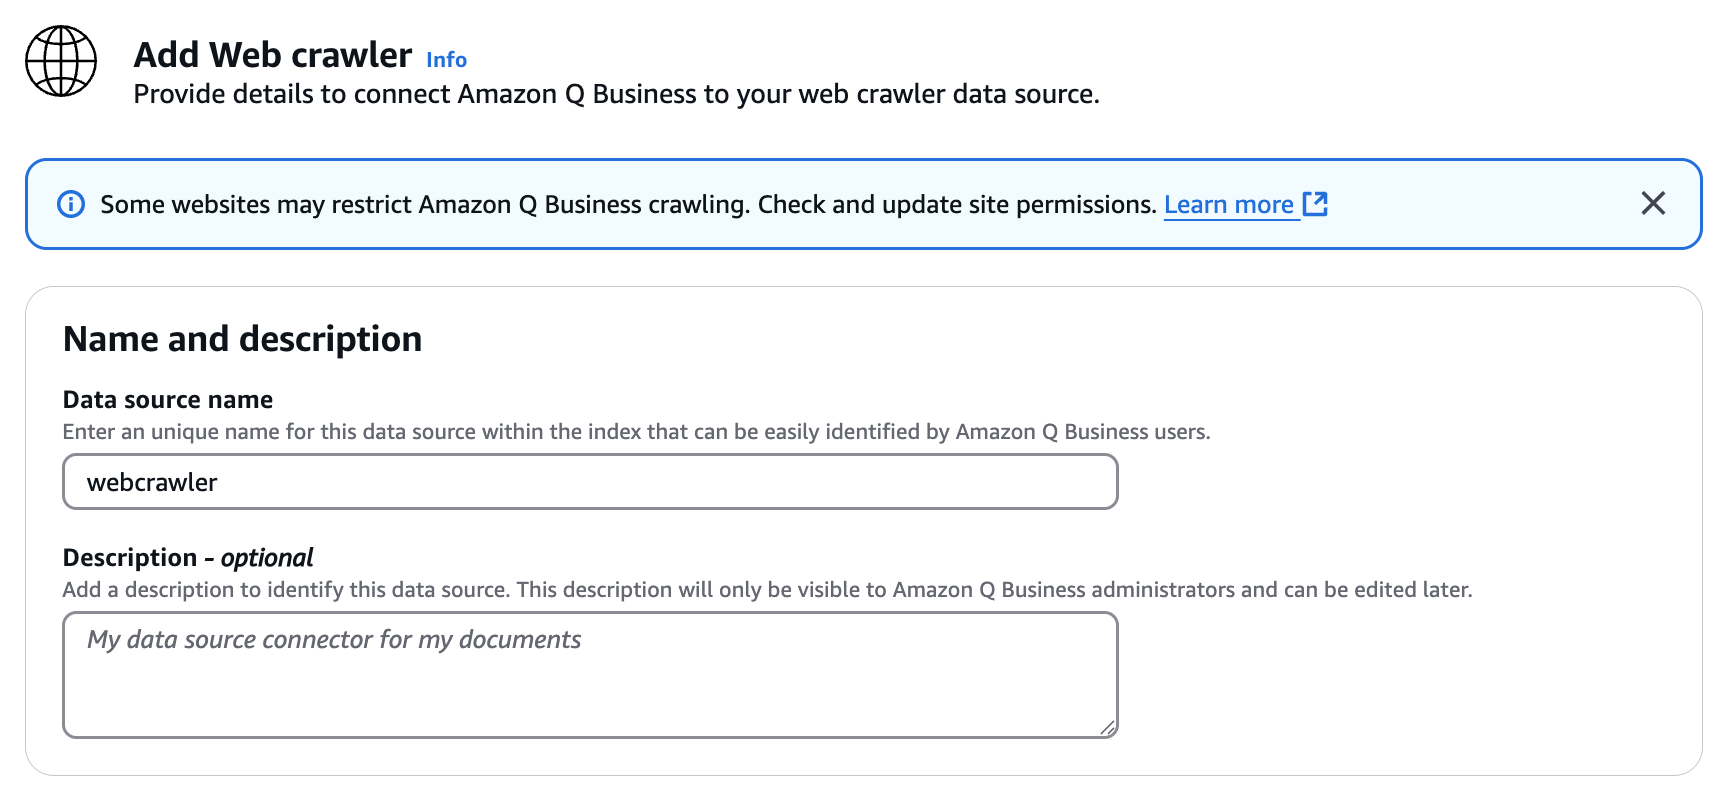 Add Web crawler Info
Provide details to connect Amazon Q Business to your web crawler data source.
Some websites may restrict Amazon Q Business crawling. Check and update site permissions. Learn more
Name and description
Data source name
Enter an unique name for this data source within the index that can be easily identified by Amazon Q Business users.
webcrawler
Description - optional
Add a description to identify this data source. This description will only be visible to Amazon Q Business administrators and can be edited later.
My data source connector for my documents